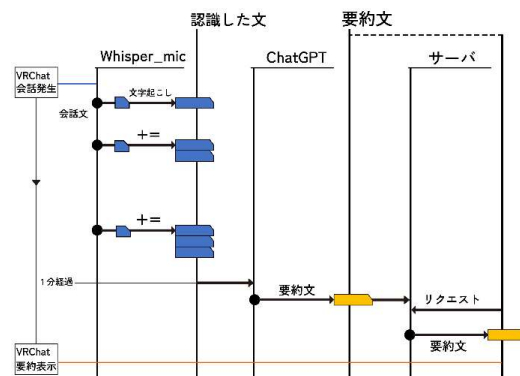 認識した文
要約文
Whisper_mic
ChatGPT
サーバ
VRChat
会話発生
会話文
文字起こし
+=
+=
1分経過
要約文
リクエスト
要約文
VRChat
要約表示